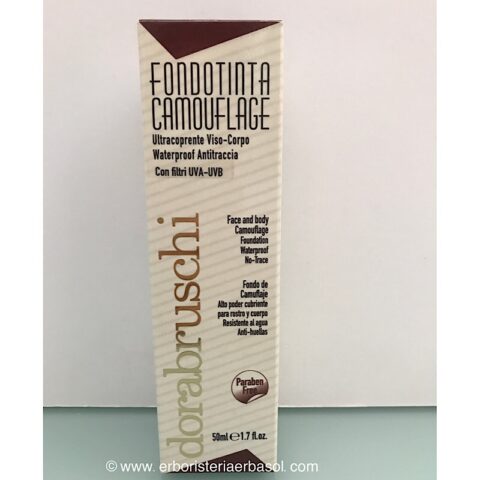 FONDOTINTA
CAMOUFLAGE
Ultracoprente Viso-Corpo
Waterproof Antitraccia
Con filtri UVA-UVB
dorabruschi
Face and body
Camouflage
Foundation
Waterproof
No-Trace
Fondo de
Camuflaje
Alto poder cubriente
para rostro y cuerpo
Resistente al agua
Anti-huellas
Paraben
Free
50ml ℮ 1.7 fl.oz.
© www. erboristeriaerbasol.com